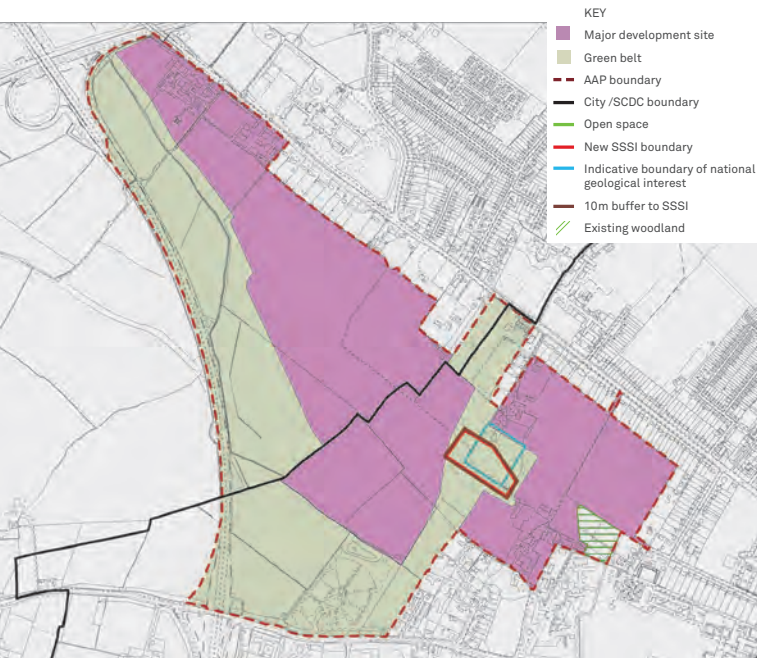 KEY
Major development site
Green belt
AAP boundary
City /SCDC boundary
Open space
New SSSI boundary
Indicative boundary of national
geological interest
10m buffer to SSSI
Existing woodland